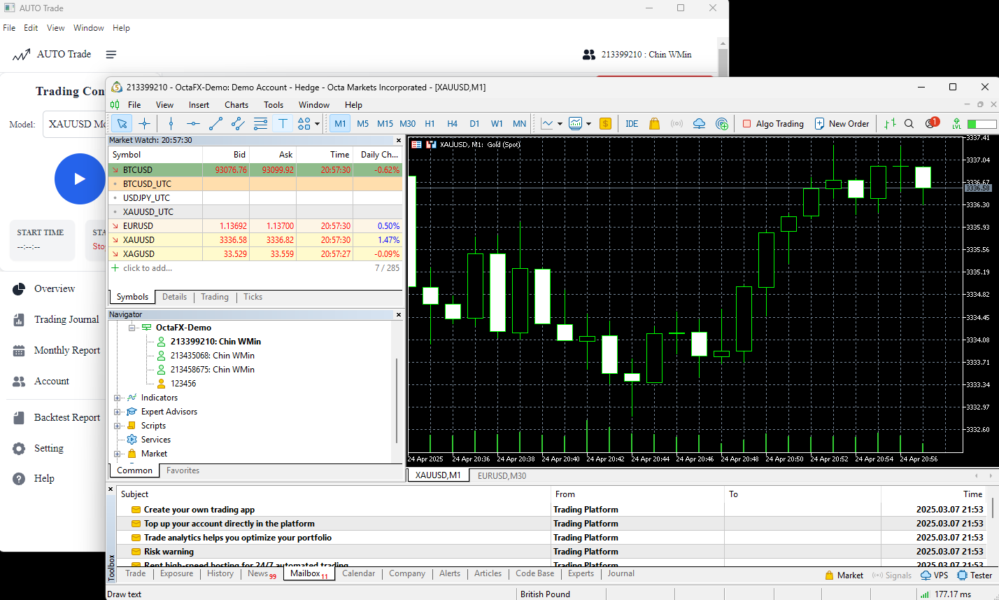 AUTO Trade
File Edit View Window Help
AUTO Trade
213399210 : Chin WMin
Trading Con
Model: XAUUSD Mo
START TIME
--:--:--
STA
Stop
Overview
Trading Journal
Monthly Report
Account
Backtest Report
Setting
Help
213399210 - OctaFX-Demo: Demo Account - Hedge - Octa Markets Incorporated - [XAUUSD,M1]
File View Insert Charts Tools Window Help
T M1 M5 M15 M30 H1 H4 D1 W1 MN $ IDE Algo Trading New Order 1 LVL
Market Watch: 20:57:30
Symbol Bid Ask Time Daily Ch...
BTCUSD 93076.76 93099.92 20:57:30 -0.62%
BTCUSD_UTC
USDJPY_UTC
XAUUSD_UTC
EURUSD 1.13692 1.13700 20:57:30 0.50%
XAUUSD 3336.58 3336.82 20:57:30 1.47%
XAGUSD 33.529 33.559 20:57:27 -0.09%
click to add... 7 / 285
Symbols Details Trading Ticks
Navigator
OctaFX-Demo
213399210: Chin WMin
213435068: Chin WMin
213458675: Chin WMin
123456
Indicators
Expert Advisors
Scripts
Services
Market
Common Favorites
XAUUSD, M1: Gold (Spot)
3337.41
3337.04
3336.67
3336.58
3336.30
3335.93
3335.56
3335.19
3334.82
3334.45
3334.08
3333.71
3333.34
3332.97
3332.60
24 Apr 2025 24 Apr 20:36 24 Apr 20:38 24 Apr 20:40 24 Apr 20:42 24 Apr 20:44 24 Apr 20:46 24 Apr 20:48 24 Apr 20:50 24 Apr 20:52 24 Apr 20:54 24 Apr 20:56
XAUUSD,M1 EURUSD,M30
Subject From To Time
Create your own trading app Trading Platform 2025.03.07 21:53
Top up your account directly in the platform Trading Platform 2025.03.07 21:53
Trade analytics helps you optimize your portfolio Trading Platform 2025.03.07 21:53
Risk warning Trading Platform 2025.03.07 21:53
Rent high-speed hosting for 24/7 automated trading Trading Platform 2025.03.07 21:53
Toolbox
Trade Exposure History News 99 Mailbox 11 Calendar Company Alerts Articles Code Base Experts Journal
Market Signals VPS Tester
Draw text British Pound 177.17 ms